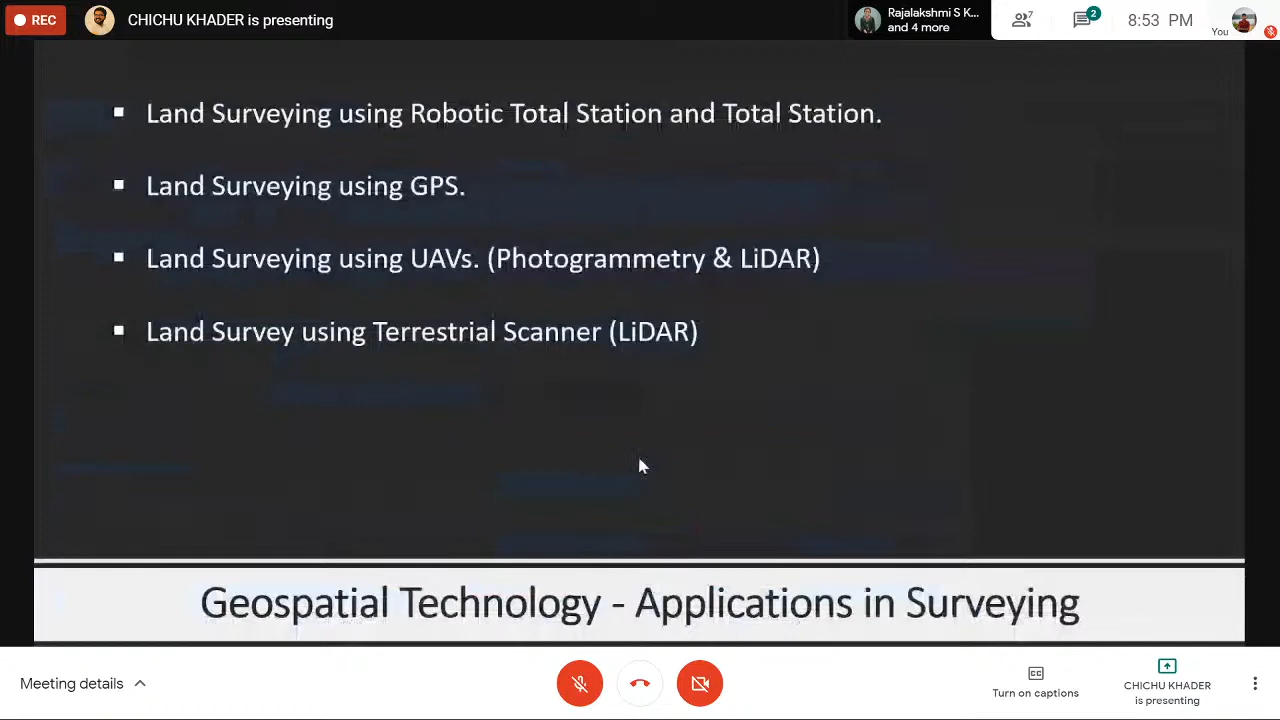 REC
CHICHU KHADER is presenting
Rajalakshmi S K...
and 4 more
7
2
8:53 PM
You
▪ Land Surveying using Robotic Total Station and Total Station.
▪ Land Surveying using GPS.
▪ Land Surveying using UAVs. (Photogrammetry & LiDAR)
▪ Land Survey using Terrestrial Scanner (LiDAR)
Geospatial Technology - Applications in Surveying
Meeting details
Turn on captions
CHICHU KHADER
is presenting